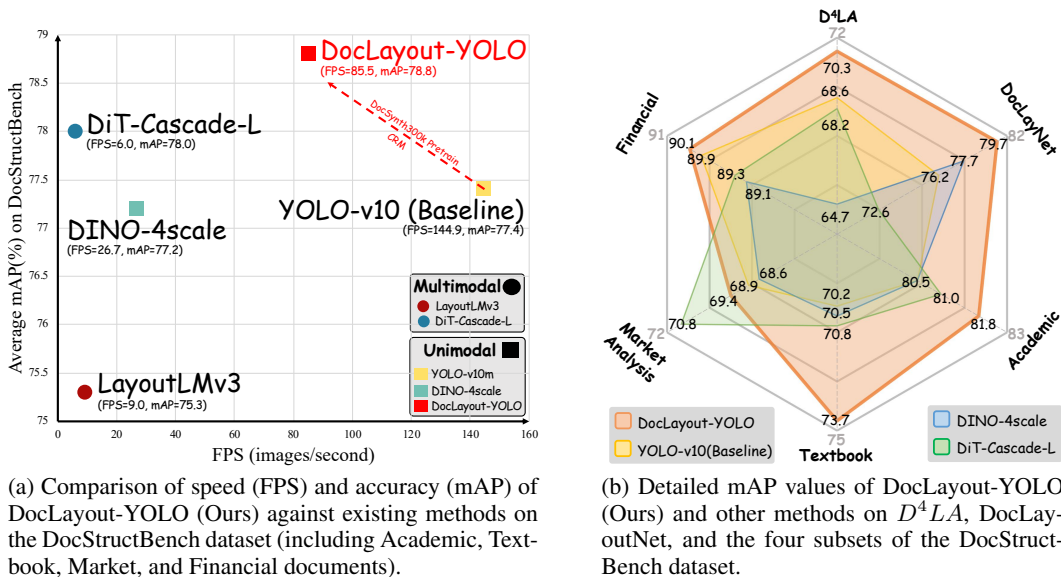 79
78.5
78
77.5
77
76.5
76
75.5
75
Average mAP(%) on DocStructBench
0
20
40
60
80
100
120
140
160
FPS (images/second)
DocLayout-YOLO
(FPS=85.5, mAP=78.8)
DocSynth300k Pretrain
CRM
DiT-Cascade-L
(FPS=6.0, mAP=78.0)
DINO-4scale
(FPS=26.7, mAP=77.2)
YOLO-v10 (Baseline)
(FPS=144.9, mAP=77.4)
LayoutLMv3
(FPS=9.0, mAP=75.3)
Multimodal
LayoutLMv3
DiT-Cascade-L
Unimodal
YOLO-v10m
DINO-4scale
DocLayout-YOLO
(a) Comparison of speed (FPS) and accuracy (mAP) of
DocLayout-YOLO (Ours) against existing methods on
the DocStructBench dataset (including Academic, Text-
book, Market, and Financial documents).
D⁴LA
72
70.3
68.6
68.2
64.7
DocLayNet
82
79.7
77.7
76.2
72.6
Academic
83
81.8
81.0
80.5
Textbook
75
73.7
70.8
70.5
70.2
Market
Analysis
72
70.8
69.4
68.9
68.6
Financial
91
90.1
89.9
89.3
89.1
DocLayout-YOLO
YOLO-v10(Baseline)
DINO-4scale
DiT-Cascade-L
(b) Detailed mAP values of DocLayout-YOLO
(Ours) and other methods on D⁴LA, DocLay-
outNet, and the four subsets of the DocStruct-
Bench dataset.